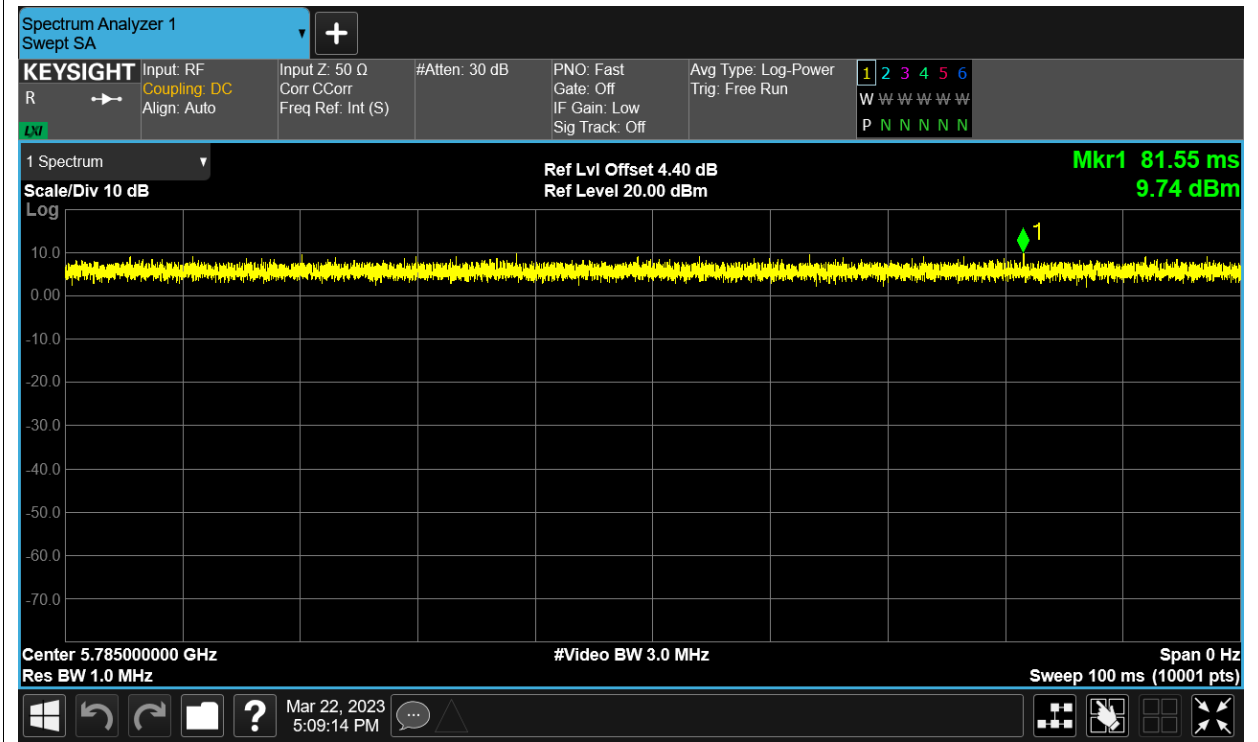 Spectrum Analyzer 1
Swept SA
KEYSIGHT
R
LXI
Input: RF
Coupling: DC
Align: Auto
Input Z: 50 Ω
Corr CCorr
Freq Ref: Int (S)
#Atten: 30 dB
PNO: Fast
Gate: Off
IF Gain: Low
Sig Track: Off
Avg Type: Log-Power
Trig: Free Run
1 2 3 4 5 6
W W W W W W
P N N N N N
1 Spectrum
Scale/Div 10 dB
Log
Ref Lvl Offset 4.40 dB
Ref Level 20.00 dBm
Mkr1 81.55 ms
9.74 dBm
1
10.0
0.00
-10.0
-20.0
-30.0
-40.0
-50.0
-60.0
-70.0
Center 5.785000000 GHz
Res BW 1.0 MHz
#Video BW 3.0 MHz
Span 0 Hz
Sweep 100 ms (10001 pts)
?
Mar 22, 2023
5:09:14 PM